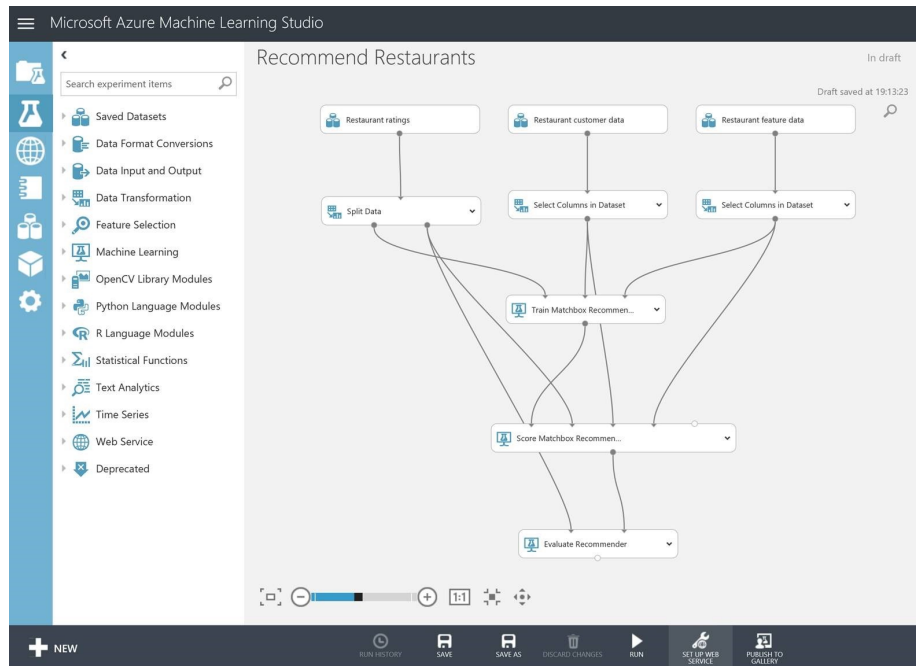 Microsoft Azure Machine Learning Studio
Search experiment items
Saved Datasets
Data Format Conversions
Data Input and Output
Data Transformation
Feature Selection
Machine Learning
OpenCV Library Modules
Python Language Modules
R Language Modules
Statistical Functions
Text Analytics
Time Series
Web Service
Deprecated
Recommend Restaurants
In draft
Draft saved at 19:13:23
Restaurant ratings
Restaurant customer data
Restaurant feature data
Split Data
Select Columns in Dataset
Select Columns in Dataset
Train Matchbox Recommen...
Score Matchbox Recommen...
Evaluate Recommender
1:1
NEW
RUN HISTORY
SAVE
SAVE AS
DISCARD CHANGES
RUN
SET UP WEB
SERVICE
PUBLISH TO
GALLERY